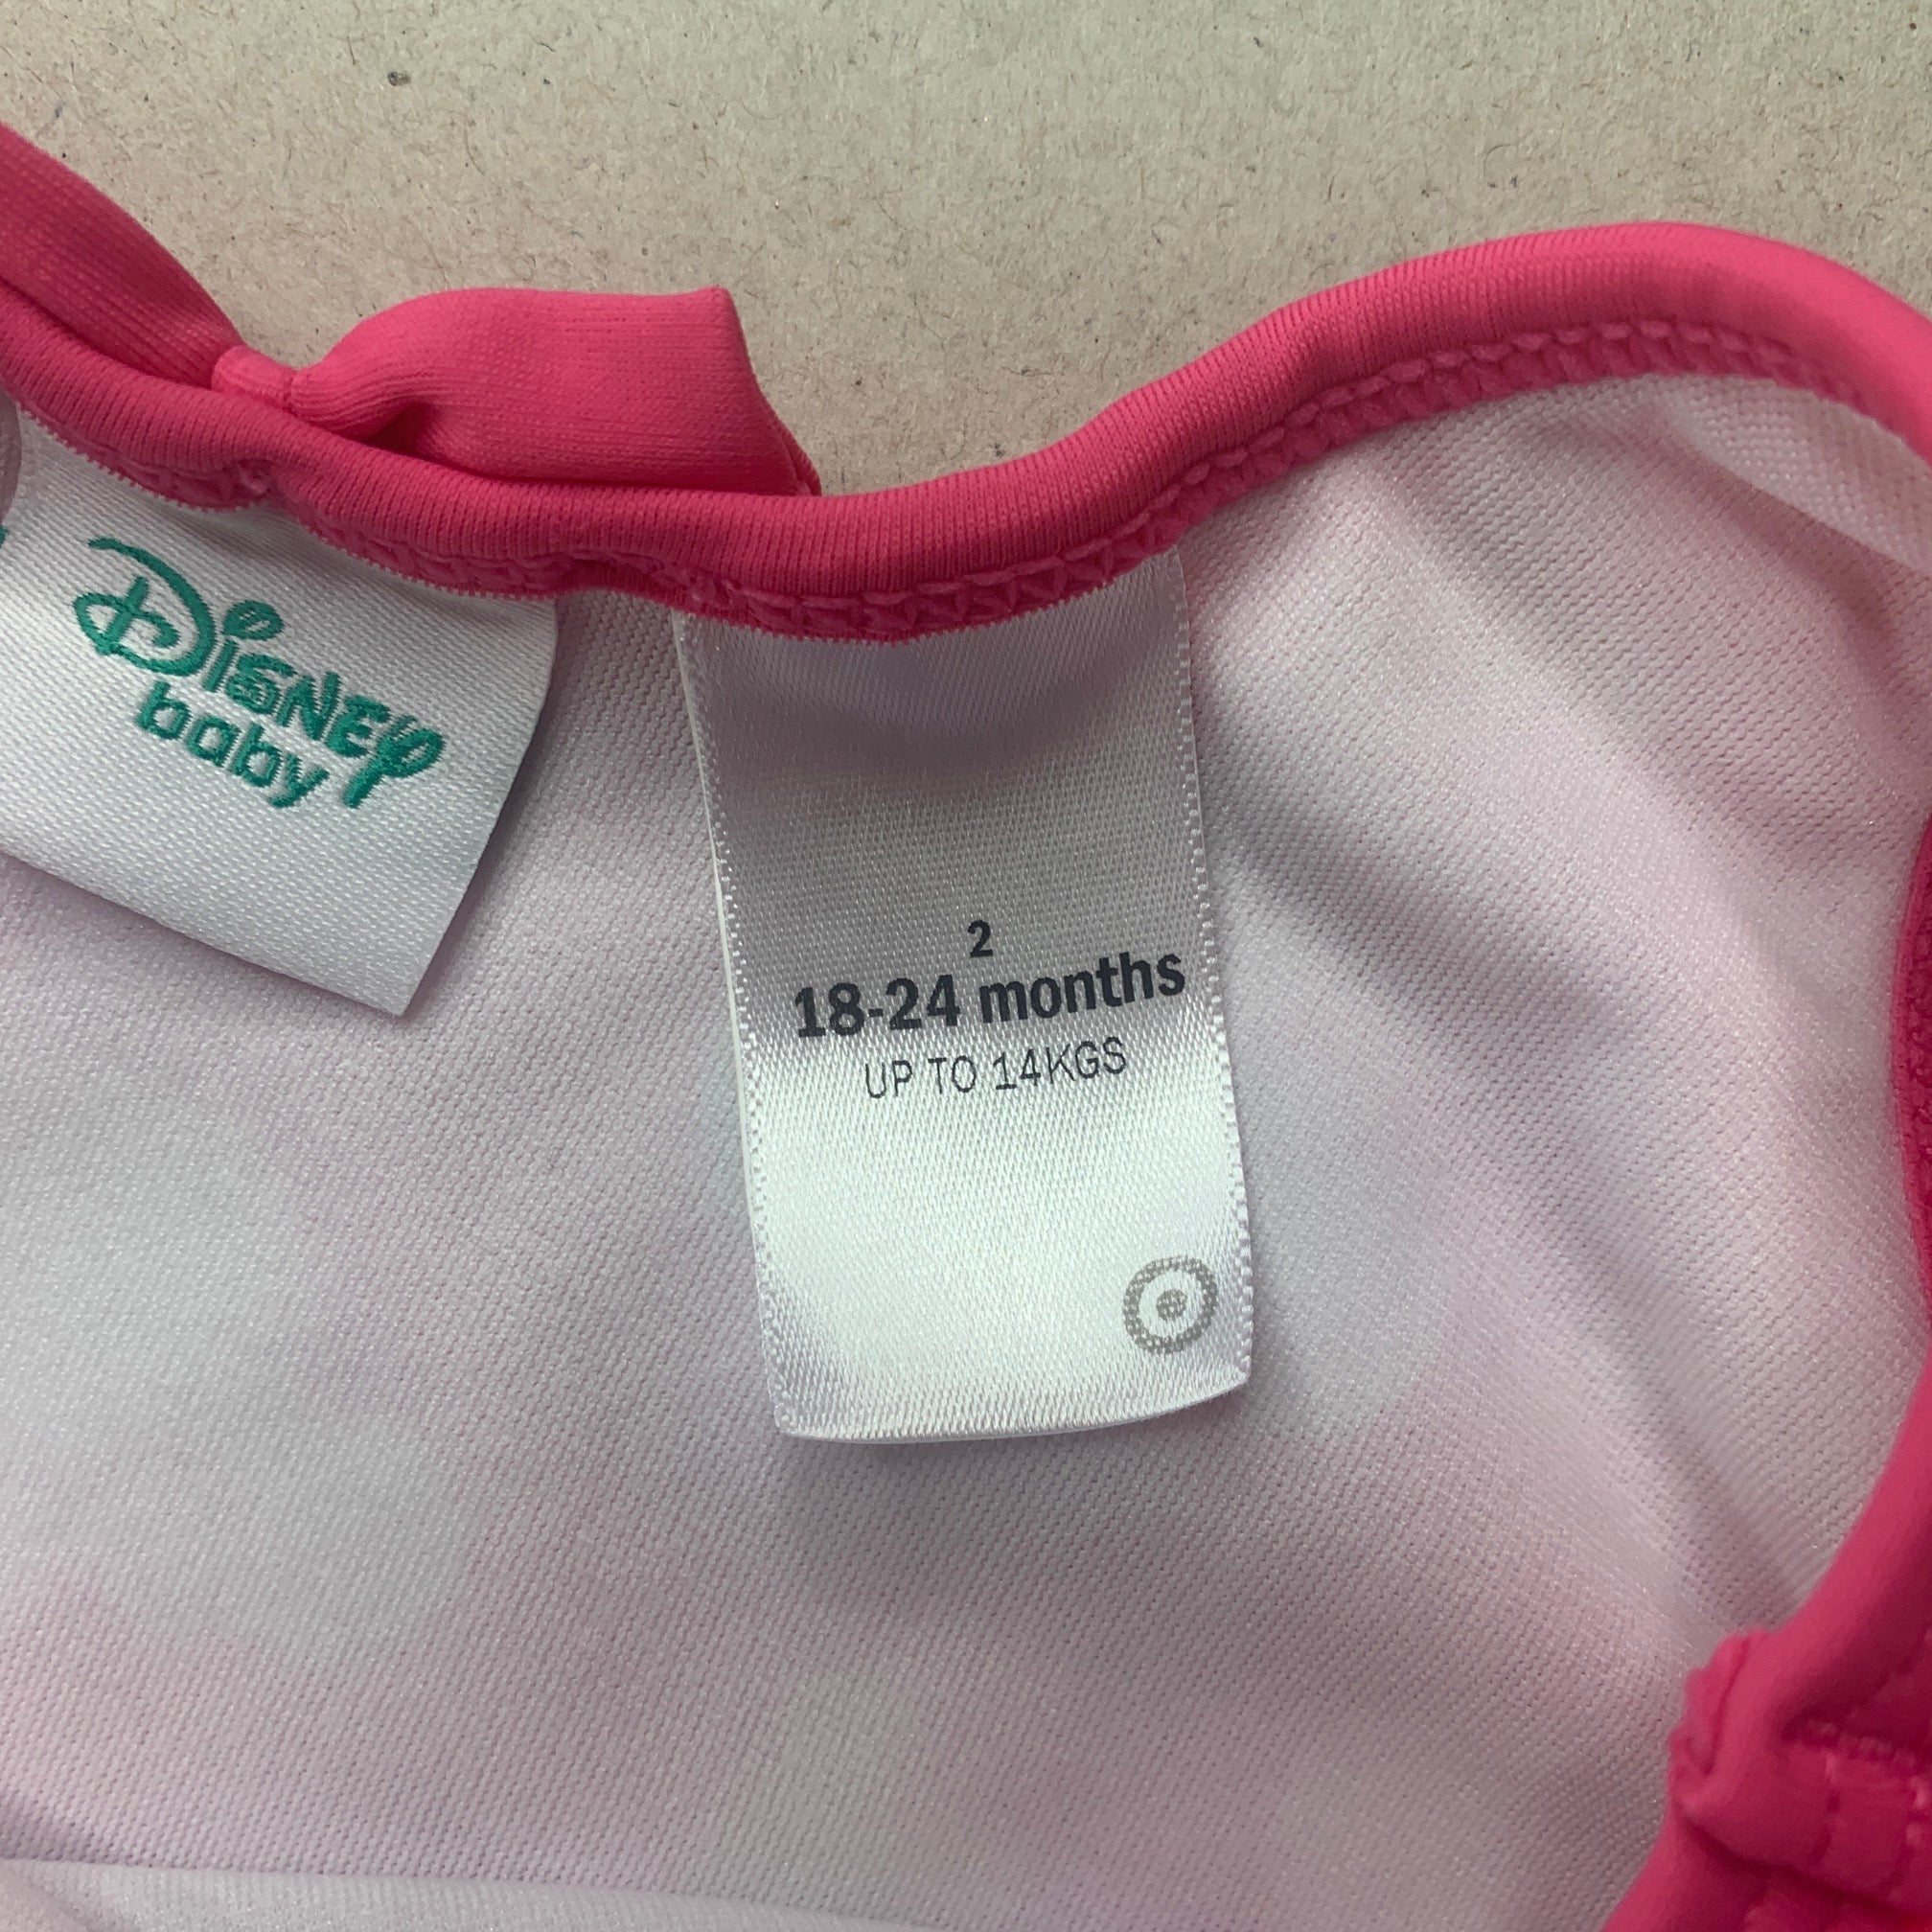 Disney
baby
2
18-24 months
UP TO 14KGS